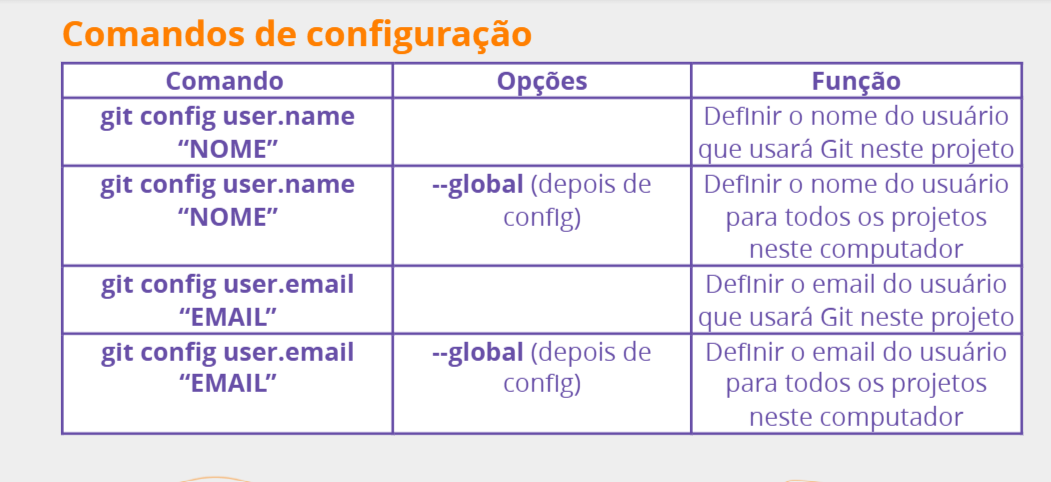 Comandos de configuração
Comando Opções Função
git config user.name
“NOME”
Definir o nome do usuário
que usará Git neste projeto
git config user.name
“NOME”
--global (depois de
config)
Definir o nome do usuário
para todos os projetos
neste computador
git config user.email
“EMAIL”
Definir o email do usuário
que usará Git neste projeto
git config user.email
“EMAIL”
--global (depois de
config)
Definir o email do usuário
para todos os projetos
neste computador